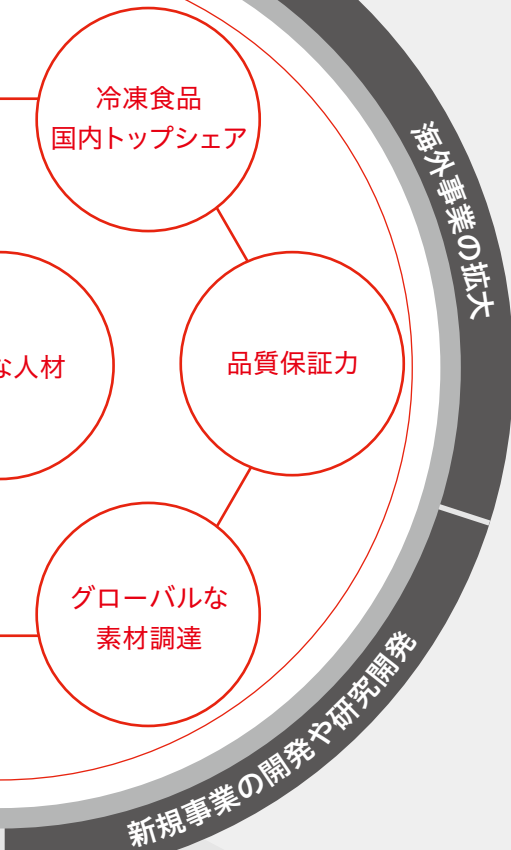 冷凍食品
国内トップシェア
海外事業の拡大
な人材
品質保証力
グローバルな
素材調達
新規事業の開発や研究開発